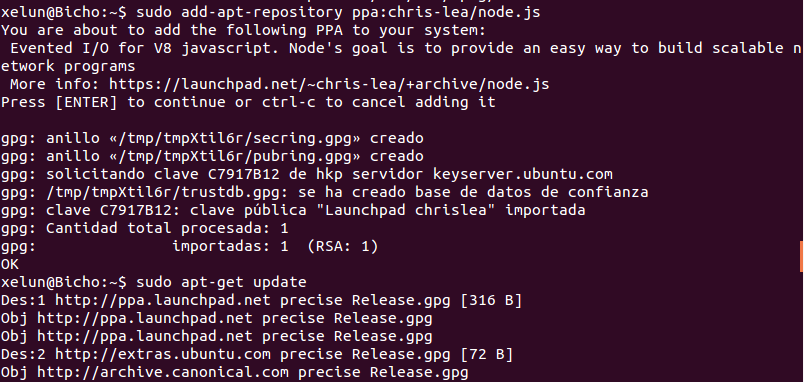 xelun@Bicho:~$ sudo add-apt-repository ppa:chris-lea/node.js
You are about to add the following PPA to your system:
 Evented I/O for V8 javascript. Node's goal is to provide an easy way to build scalable n
etwork programs
 More info: https://launchpad.net/~chris-lea/+archive/node.js
Press [ENTER] to continue or ctrl-c to cancel adding it

gpg: anillo «/tmp/tmpXtil6r/secring.gpg» creado
gpg: anillo «/tmp/tmpXtil6r/pubring.gpg» creado
gpg: solicitando clave C7917B12 de hkp servidor keyserver.ubuntu.com
gpg: /tmp/tmpXtil6r/trustdb.gpg: se ha creado base de datos de confianza
gpg: clave C7917B12: clave pública "Launchpad chrislea" importada
gpg: Cantidad total procesada: 1
gpg:               importadas: 1  (RSA: 1)
OK
xelun@Bicho:~$ sudo apt-get update
Des:1 http://ppa.launchpad.net precise Release.gpg [316 B]
Obj http://ppa.launchpad.net precise Release.gpg
Obj http://ppa.launchpad.net precise Release.gpg
Des:2 http://extras.ubuntu.com precise Release.gpg [72 B]
Obj http://archive.canonical.com precise Release.gpg